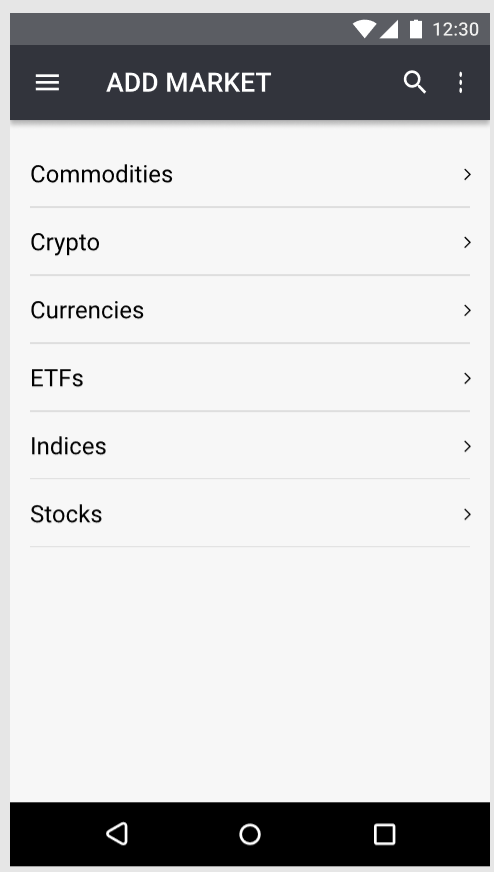 12:30
ADD MARKET
Commodities
Crypto
Currencies
ETFs
Indices
Stocks